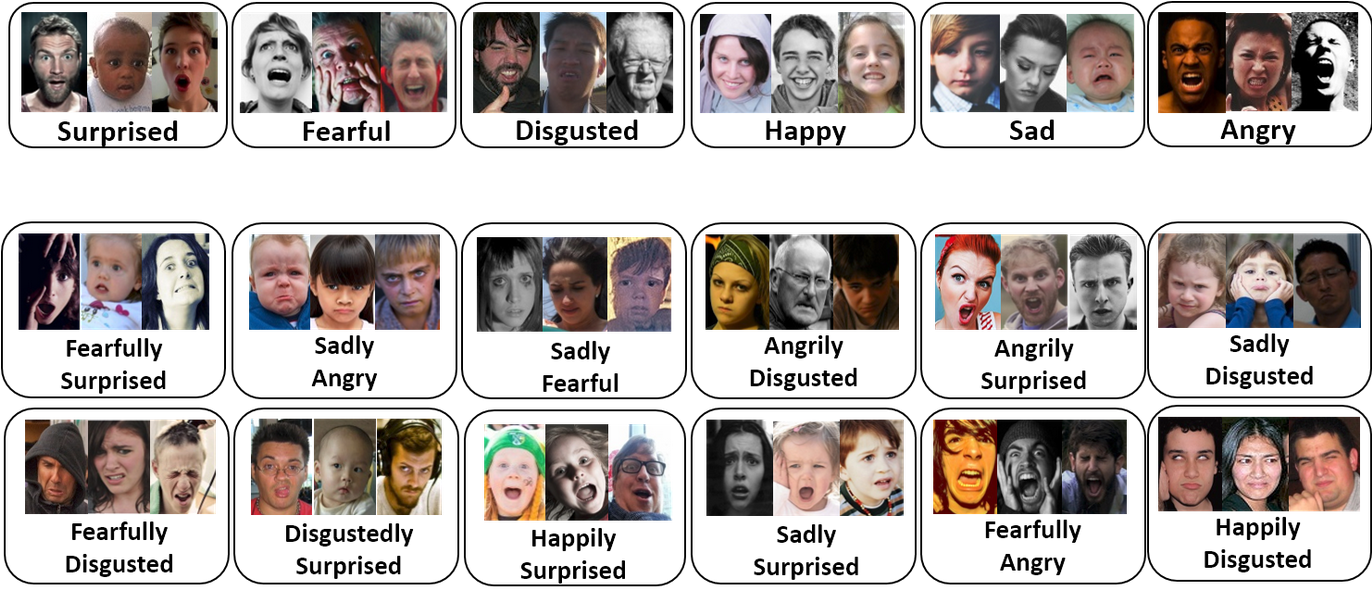 Surprised
Fearful
Disgusted
Happy
Sad
Angry
Fearfully
Surprised
Sadly
Angry
Sadly
Fearful
Angrily
Disgusted
Angrily
Surprised
Sadly
Disgusted
Fearfully
Disgusted
Disgustedly
Surprised
Happily
Surprised
Sadly
Surprised
Fearfully
Angry
Happily
Disgusted